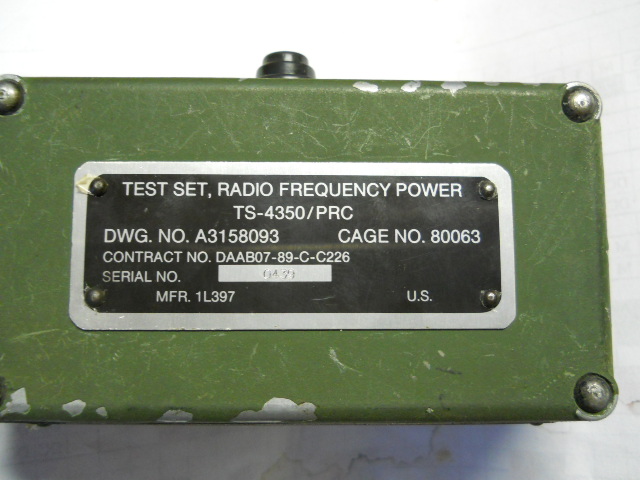 TEST SET, RADIO FREQUENCY POWER
TS-4350/PRC
DWG. NO. A3158093 CAGE NO. 80063
CONTRACT NO. DAAB07-89-C-C226
SERIAL NO.
MFR. 1L397 U.S.